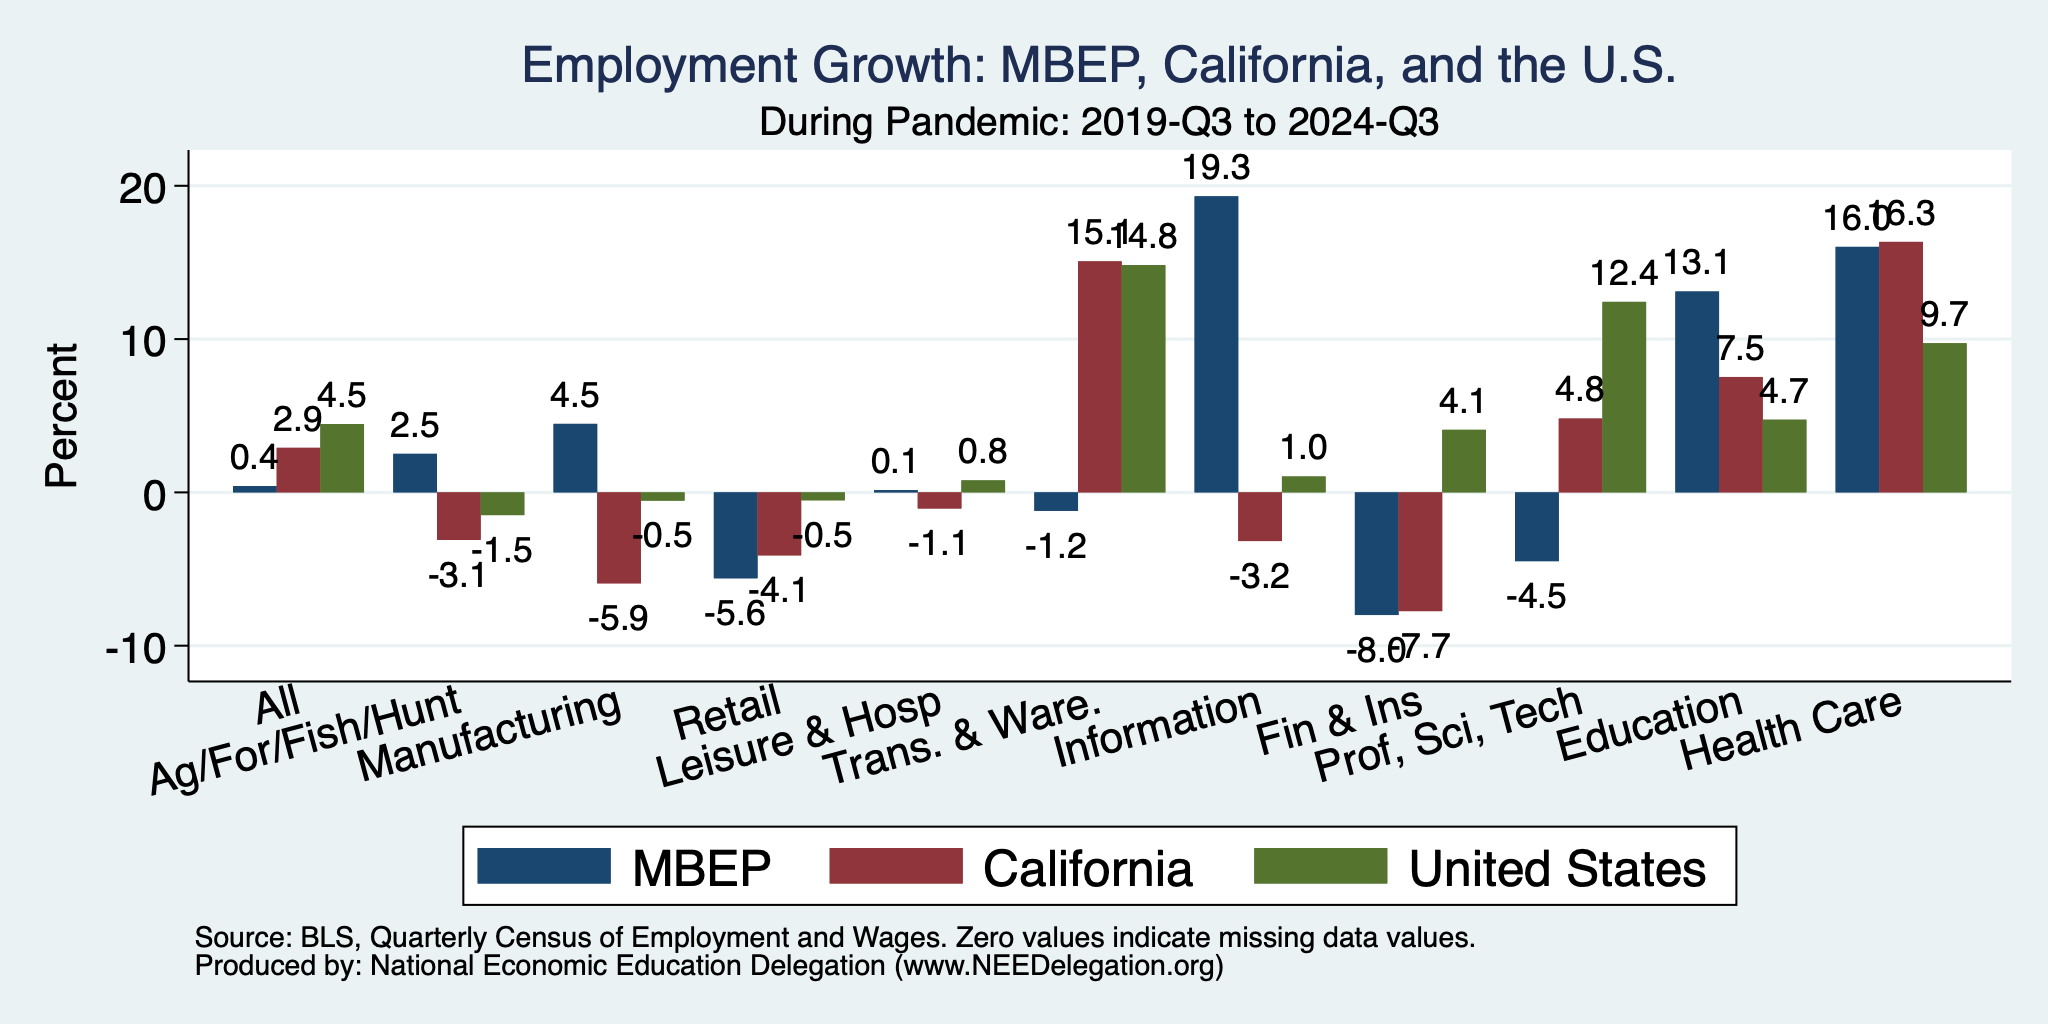 Employment Growth: MBEP, California, and the U.S.
During Pandemic: 2019-Q3 to 2024-Q3
Percent
20
10
0
-10
0.4 2.9 4.5
2.5 -3.1 -1.5
4.5 -5.9 -0.5
-5.6 -4.1 -0.5
0.1 -1.1 0.8
-1.2 15.1 14.8
19.3 -3.2 1.0
-8.0 -7.7 4.1
-4.5 4.8 12.4
13.1 7.5 4.7
16.0 16.3 9.7
All
Ag/For/Fish/Hunt
Manufacturing
Retail
Leisure & Hosp
Trans. & Ware.
Information
Fin & Ins
Prof, Sci, Tech
Education
Health Care
MBEP California United States
Source: BLS, Quarterly Census of Employment and Wages. Zero values indicate missing data values.
Produced by: National Economic Education Delegation (www.NEEDelegation.org)